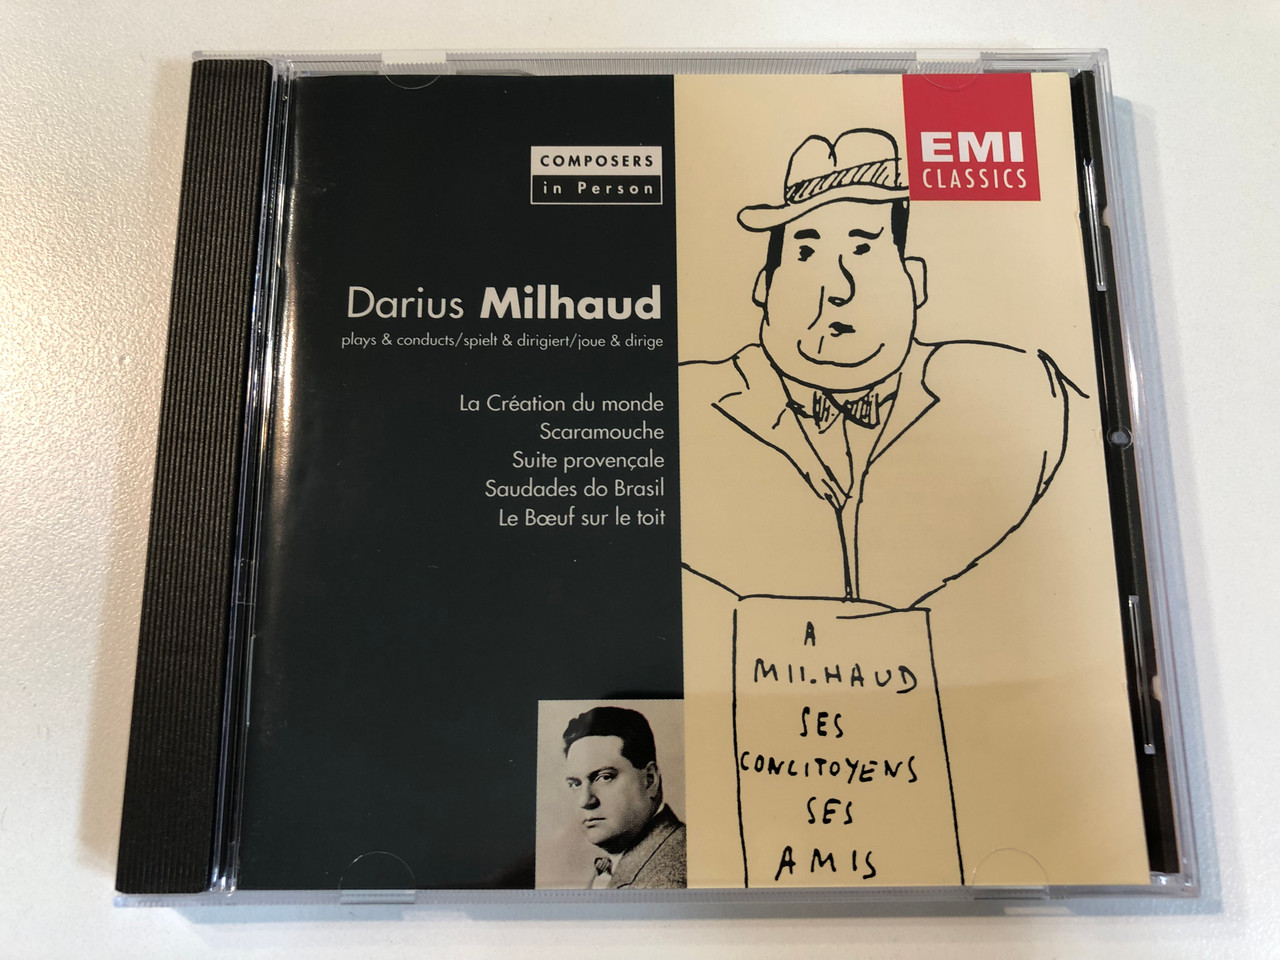 COMPOSERS
in Person
EMI
CLASSICS
Darius Milhaud
plays & conducts/spielt & dirigiert/joue & dirige
La Création du monde
Scaramouche
Suite provençale
Saudades do Brasil
Le Bœuf sur le toit
A
MILHAUD
SES
CONCITOYENS
SES
AMIS